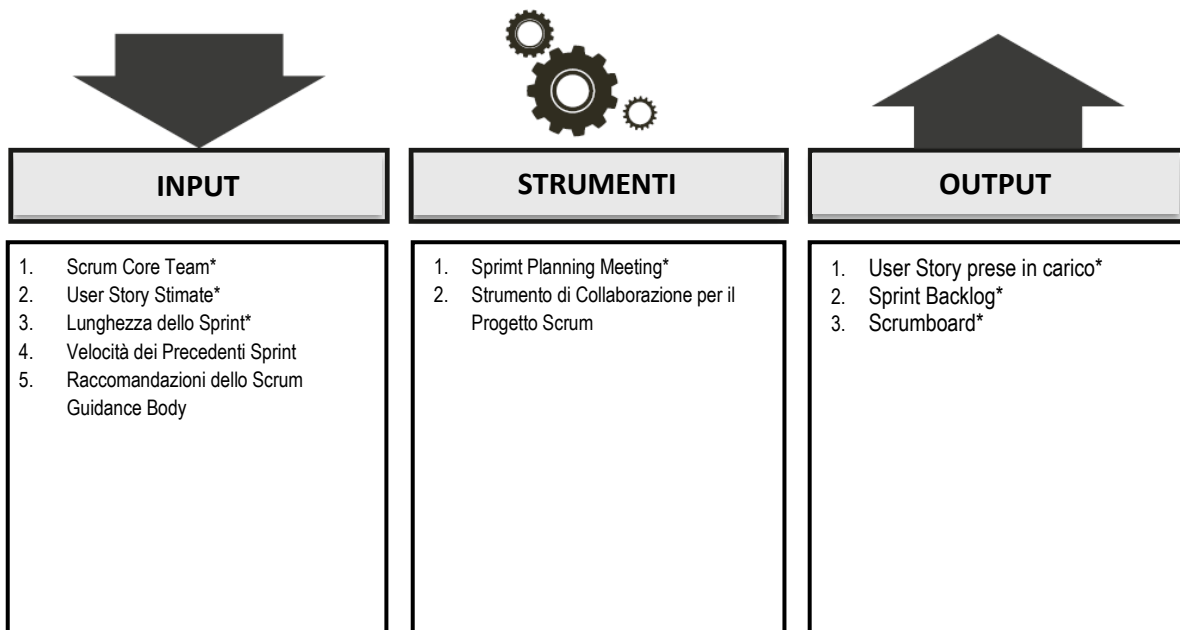 INPUT
1. Scrum Core Team*
2. User Story Stimate*
3. Lunghezza dello Sprint*
4. Velocità dei Precedenti Sprint
5. Raccomandazioni dello Scrum
Guidance Body
STRUMENTI
1. Sprimt Planning Meeting*
2. Strumento di Collaborazione per il
Progetto Scrum
OUTPUT
1. User Story prese in carico*
2. Sprint Backlog*
3. Scrumboard*